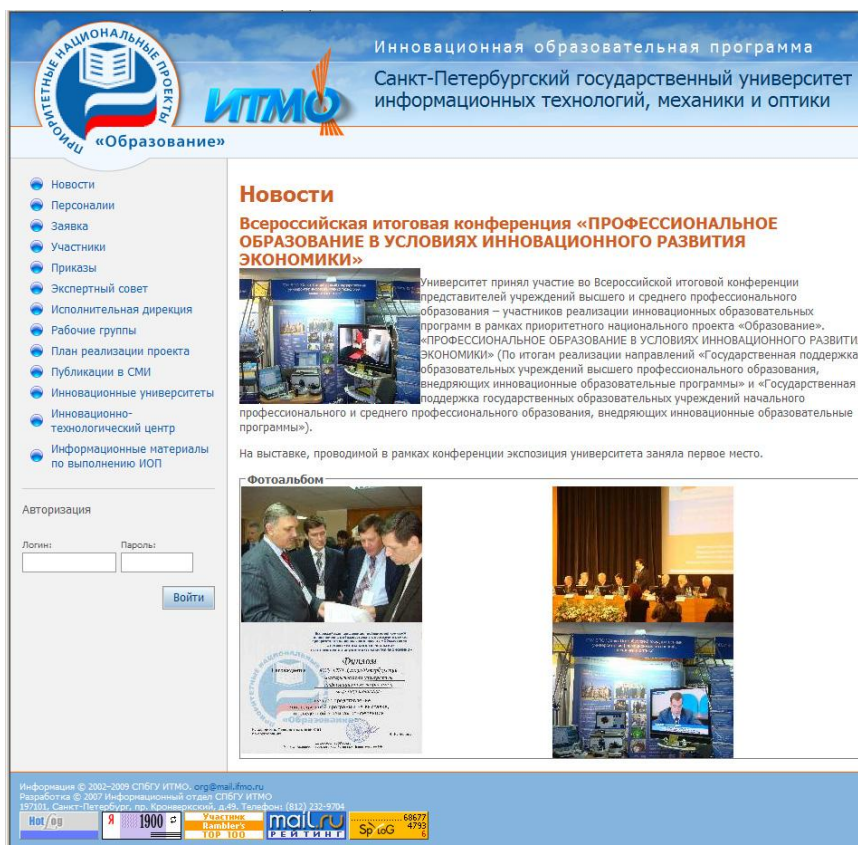 ПРИОРИТЕТНЫЕ НАЦИОНАЛЬНЫЕ ПРОЕКТЫ
«Образование»
ИТМО
Инновационная образовательная программа
Санкт-Петербургский государственный университет
информационных технологий, механики и оптики
Новости
Персоналии
Заявка
Участники
Приказы
Экспертный совет
Исполнительная дирекция
Рабочие группы
План реализации проекта
Публикации в СМИ
Инновационные университеты
Инновационно-
технологический центр
Информационные материалы
по выполнению ИОП
Авторизация
Логин: Пароль:
Войти
Новости
Всероссийская итоговая конференция «ПРОФЕССИОНАЛЬНОЕ
ОБРАЗОВАНИЕ В УСЛОВИЯХ ИННОВАЦИОННОГО РАЗВИТИЯ
ЭКОНОМИКИ»
Университет принял участие во Всероссийской итоговой конференции
представителей учреждений высшего и среднего профессионального
образования – участников реализации инновационных образовательных
программ в рамках приоритетного национального проекта «Образование».
«ПРОФЕССИОНАЛЬНОЕ ОБРАЗОВАНИЕ В УСЛОВИЯХ ИННОВАЦИОННОГО РАЗВИТИ
ЭКОНОМИКИ» (По итогам реализации направлений «Государственная поддержка
образовательных учреждений высшего профессионального образования,
внедряющих инновационные образовательные программы» и «Государственная
поддержка государственных образовательных учреждений начального
профессионального и среднего профессионального образования, внедряющих инновационные образовательные
программы»).
На выставке, проводимой в рамках конференции экспозиция университета заняла первое место.
Фотоальбом
Диплом
«Образование»
Информация © 2002–2009 СПбГУ ИТМО. org@mail.ifmo.ru
Разработка © 2007 Информационный отдел СПбГУ ИТМО
197101, Санкт-Петербург, пр. Кронверкский, д.49. Телефон: (812) 232-9704
Hot Log
Я 1900
Участник
Rambler's
TOP 100
mail.ru
РЕЙТИНГ
SpyLOG
68677
4793
6